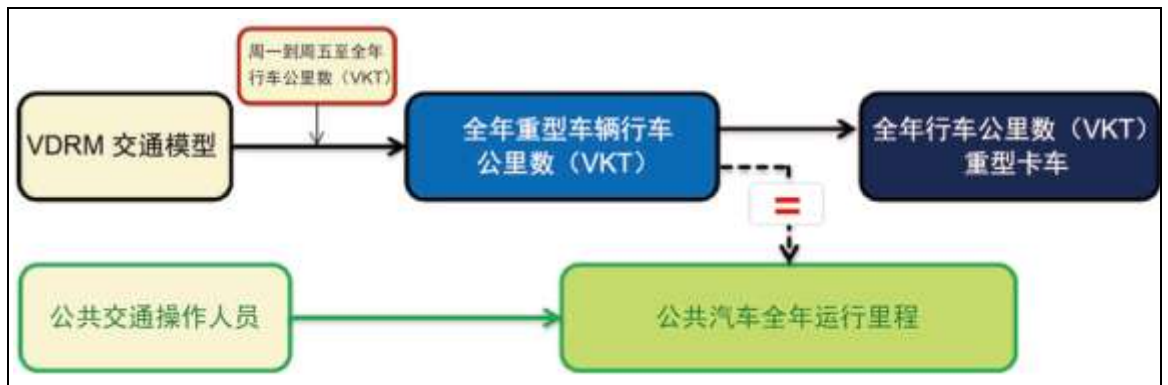 周一到周五至全年
行车公里数（VKT）
VDRM 交通模型
全年重型车辆行车
公里数（VKT）
全年行车公里数（VKT）
重型卡车
=
公共交通操作人员
公共汽车全年运行里程